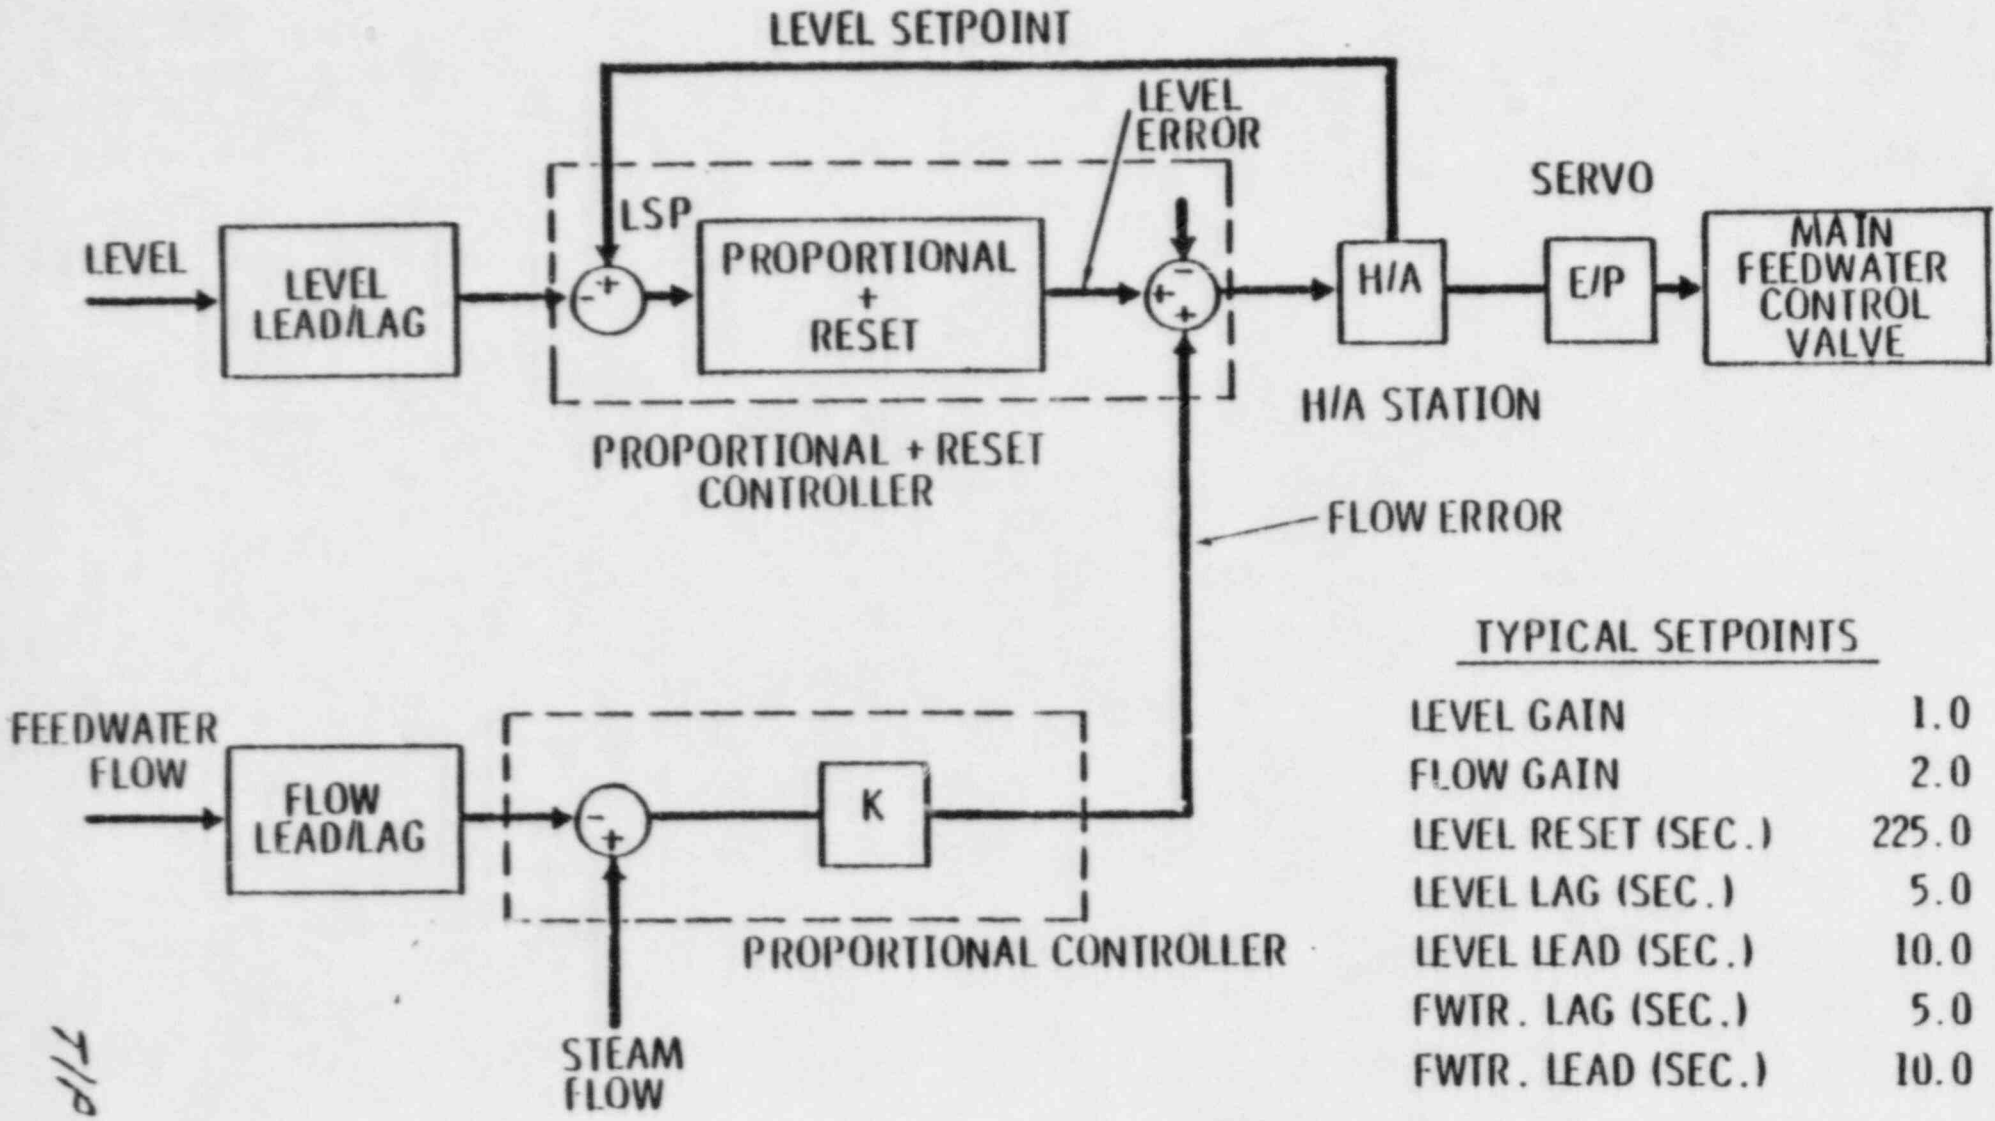 LEVEL SETPOINT
LEVEL
ERROR
SERVO
LSP
LEVEL
LEVEL
LEAD/LAG
-
+
PROPORTIONAL
+
RESET
-
+
+
H/A
E/P
MAIN
FEEDWATER
CONTROL
VALVE
H/A STATION
PROPORTIONAL + RESET
CONTROLLER
FLOW ERROR
FEEDWATER
FLOW
FLOW
LEAD/LAG
-
+
K
PROPORTIONAL CONTROLLER
STEAM
FLOW
TYPICAL SETPOINTS
LEVEL GAIN 1.0
FLOW GAIN 2.0
LEVEL RESET (SEC.) 225.0
LEVEL LAG (SEC.) 5.0
LEVEL LEAD (SEC.) 10.0
FWTR. LAG (SEC.) 5.0
FWTR. LEAD (SEC.) 10.0